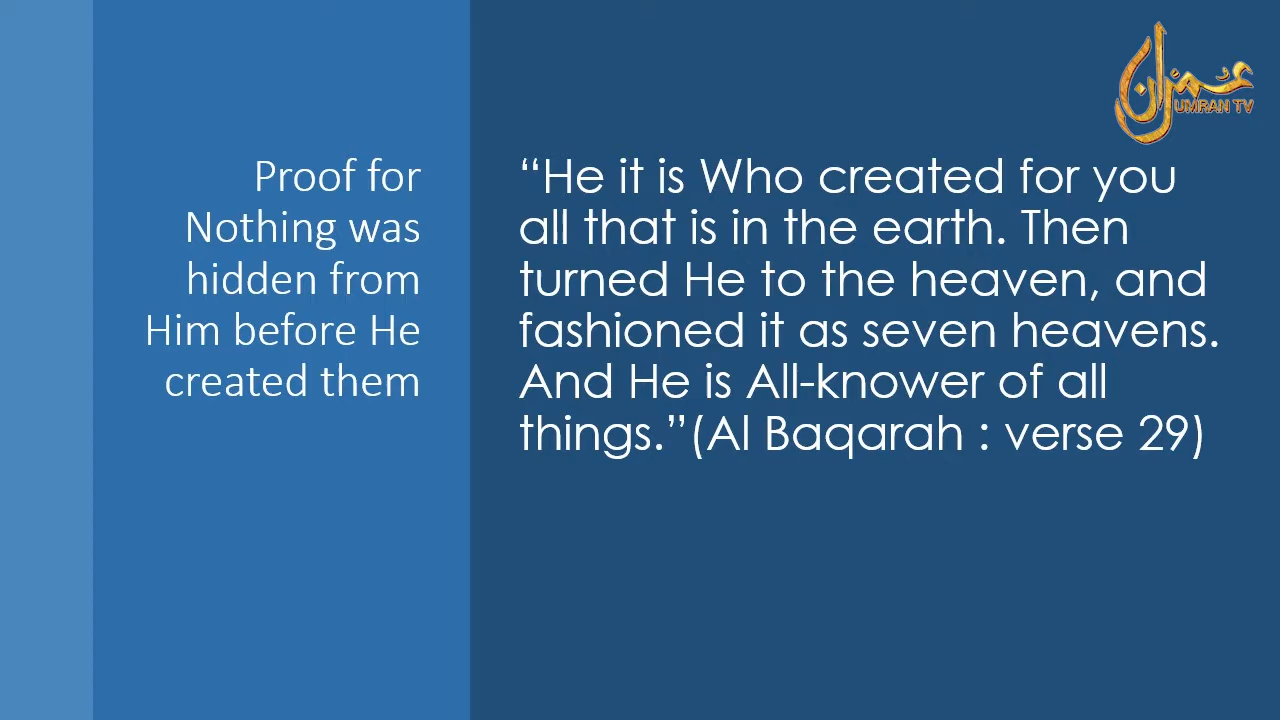 عمران
UMRAN TV
Proof for
Nothing was
hidden from
Him before He
created them
“He it is Who created for you
all that is in the earth. Then
turned He to the heaven, and
fashioned it as seven heavens.
And He is All-knower of all
things.”(Al Baqarah : verse 29)